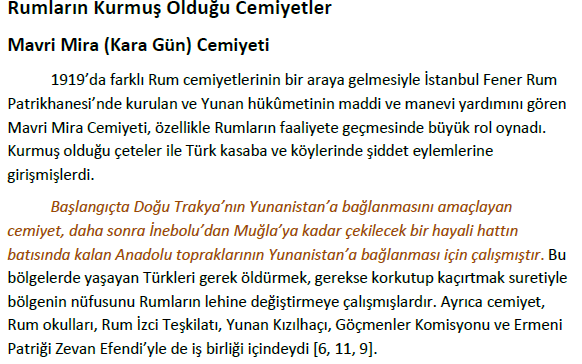 Rumların Kurmuş Olduğu Cemiyetler
Mavri Mira (Kara Gün) Cemiyeti
1919’da farklı Rum cemiyetlerinin bir araya gelmesiyle İstanbul Fener Rum
Patrikhanesi’nde kurulan ve Yunan hükûmetinin maddi ve manevi yardımını gören
Mavri Mira Cemiyeti, özellikle Rumların faaliyete geçmesinde büyük rol oynadı.
Kurmuş olduğu çeteler ile Türk kasaba ve köylerinde şiddet eylemlerine
girişmişlerdi.
Başlangıçta Doğu Trakya’nın Yunanistan’a bağlanmasını amaçlayan
cemiyet, daha sonra İnebolu’dan Muğla’ya kadar çekilecek bir hayali hattın
batısında kalan Anadolu topraklarının Yunanistan’a bağlanması için çalışmıştır. Bu
bölgelerde yaşayan Türkleri gerek öldürmek, gerekse korkutup kaçırtmak suretiyle
bölgenin nüfusunu Rumların lehine değiştirmeye çalışmışlardır. Ayrıca cemiyet,
Rum okulları, Rum İzci Teşkilatı, Yunan Kızılhaçı, Göçmenler Komisyonu ve Ermeni
Patriği Zevan Efendi’yle de iş birliği içindeydi [6, 11, 9].